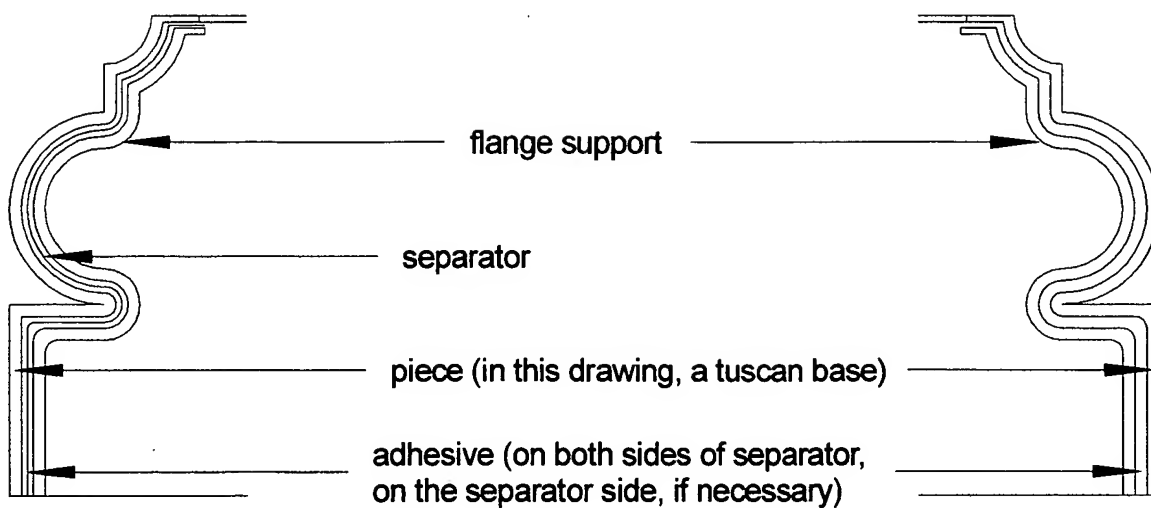 flange support
separator
piece (in this drawing, a tuscan base)
adhesive (on both sides of separator,
on the separator side, if necessary)